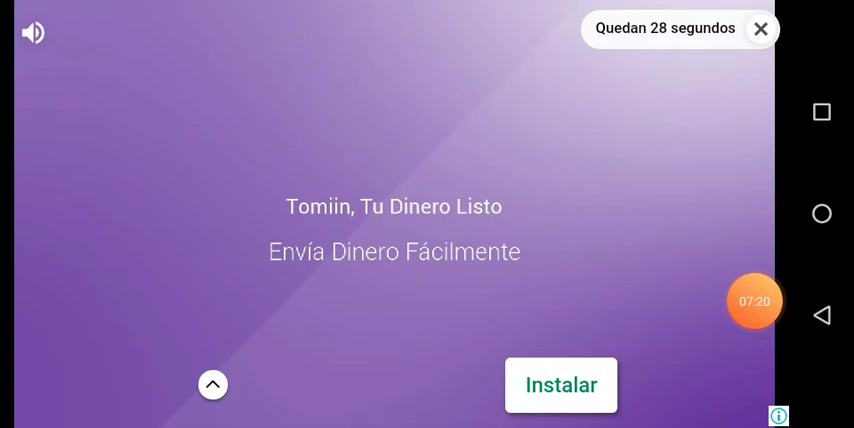 Quedan 28 segundos
Tomiin, Tu Dinero Listo
Envía Dinero Fácilmente
07:20
Instalar